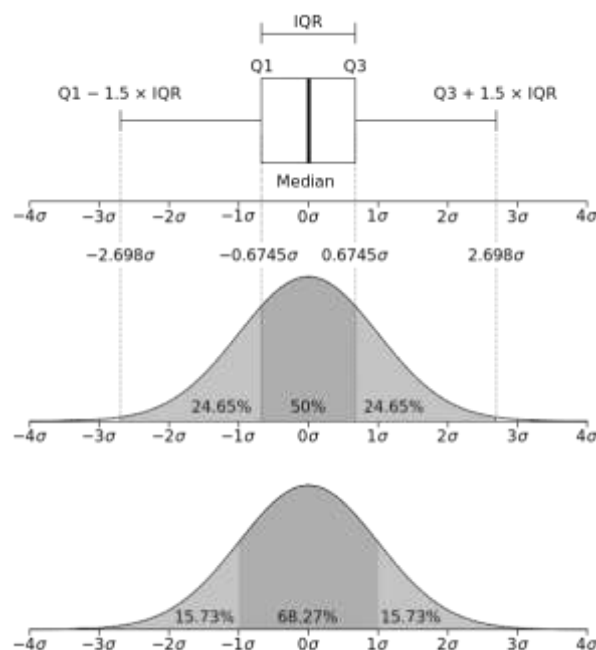 IQR
Q1 Q3
Q1 − 1.5 × IQR Q3 + 1.5 × IQR
Median
−4σ −3σ −2σ −1σ 0σ 1σ 2σ 3σ 4σ
−2.698σ −0.6745σ 0.6745σ 2.698σ
24.65% 50% 24.65%
−4σ −3σ −2σ −1σ 0σ 1σ 2σ 3σ 4σ
15.73% 68.27% 15.73%
−4σ −3σ −2σ −1σ 0σ 1σ 2σ 3σ 4σ